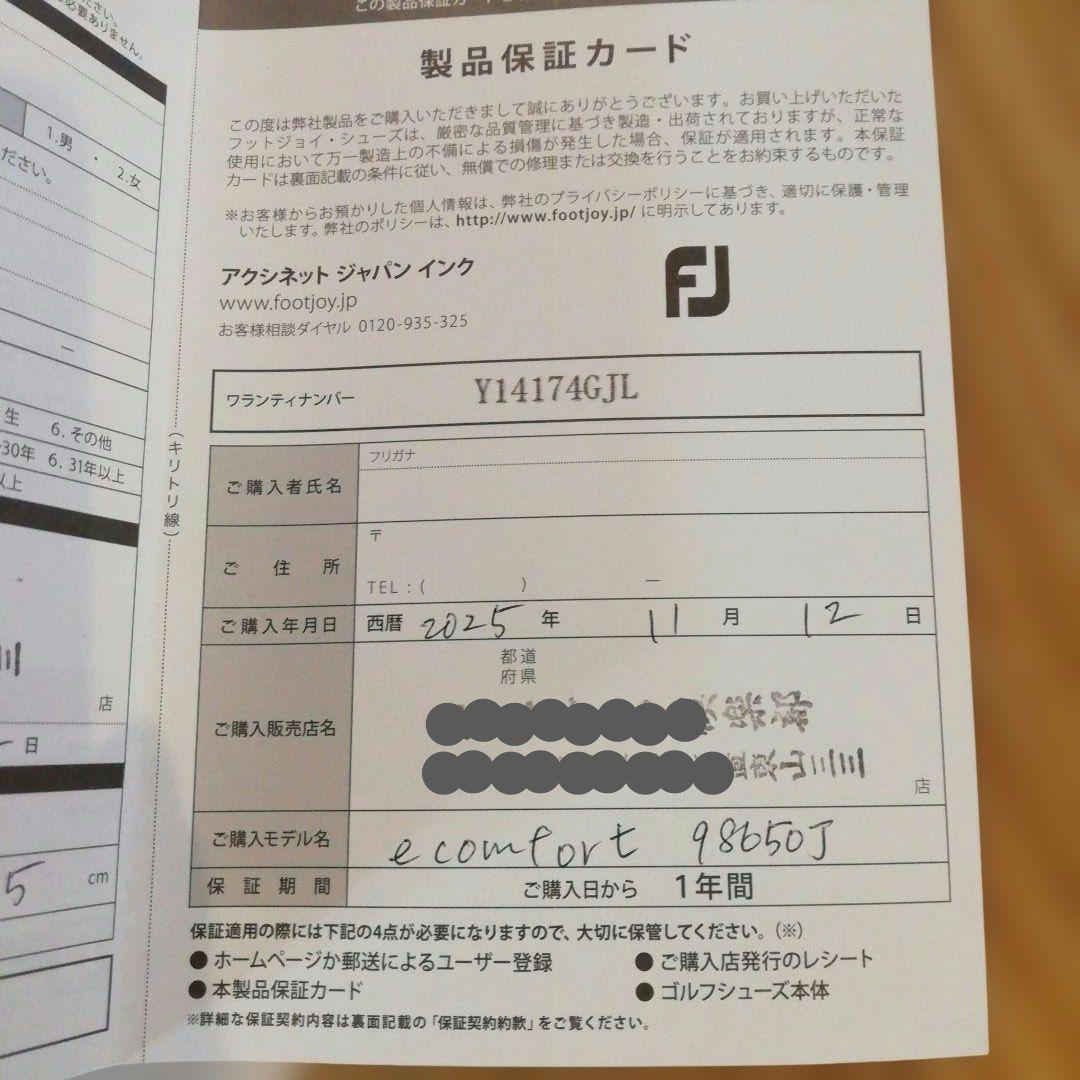 必要ありません。
1.男 ・ 2.女
ださい。
生 6.その他
30年 6.31年以上
以上
川
店
日
5 cm
(キリトリ線)
製品保証カード
この度は弊社製品をご購入いただきまして誠にありがとうございます。お買い上げいただいた
フットジョイ・シューズは、厳密な品質管理に基づき製造・出荷されておりますが、正常な
使用において万一製造上の不備による損傷が発生した場合、保証が適用されます。本保証
カードは裏面記載の条件に従い、無償での修理または交換を行うことをお約束するものです。
※お客様からお預かりした個人情報は、弊社のプライバシーポリシーに基づき、適切に保護・管理
いたします。弊社のポリシーは、http://www.footjoy.jp/ に明示してあります。
アクシネット ジャパン インク
www.footjoy.jp
お客様相談ダイヤル 0120-935-325
FJ
ワランティナンバー Y14174GJL
フリガナ
ご購入者氏名
〒
ご住所
TEL:( ) ―
ご購入年月日 西暦 2025 年 11 月 12 日
都道
府県
ご購入販売店名
店
ご購入モデル名 ecomfort 98650J
保証期間 ご購入日から 1年間
保証適用の際には下記の4点が必要になりますので、大切に保管してください。(※)
● ホームページか郵送によるユーザー登録 ● ご購入店発行のレシート
● 本製品保証カード ● ゴルフシューズ本体
※詳細な保証契約内容は裏面記載の「保証契約約款」をご覧ください。